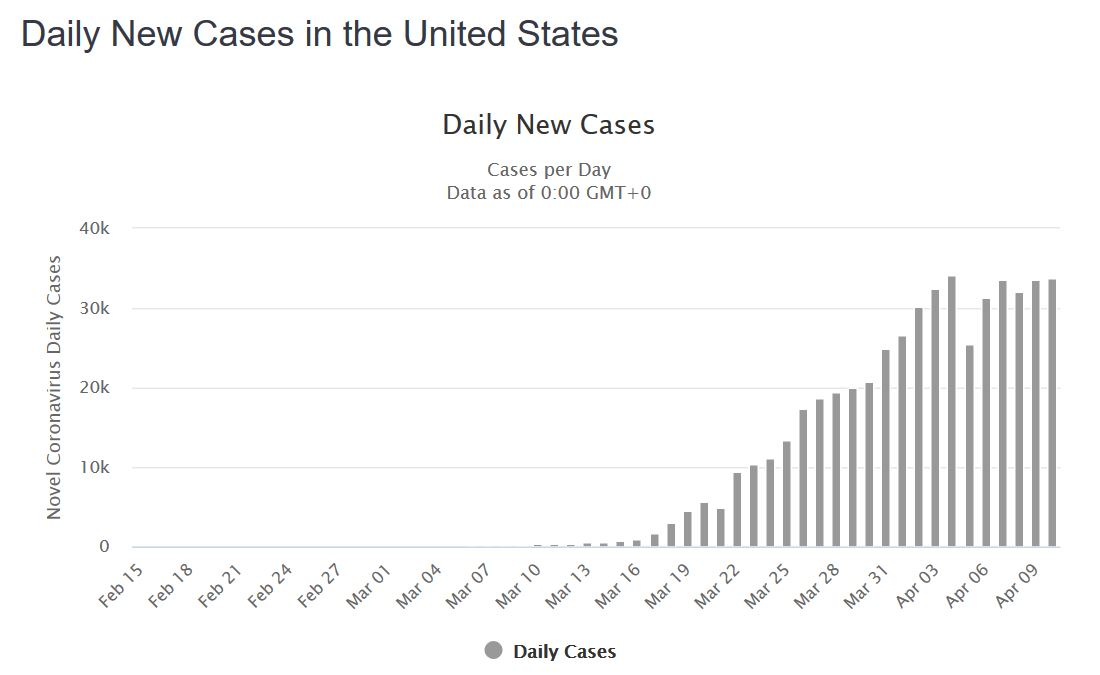 Daily New Cases in the United States
Daily New Cases
Cases per Day
Data as of 0:00 GMT+0
Novel Coronavirus Daily Cases
40k
30k
20k
10k
0
Feb 15
Feb 18
Feb 21
Feb 24
Feb 27
Mar 01
Mar 04
Mar 07
Mar 10
Mar 13
Mar 16
Mar 19
Mar 22
Mar 25
Mar 28
Mar 31
Apr 03
Apr 06
Apr 09
Daily Cases